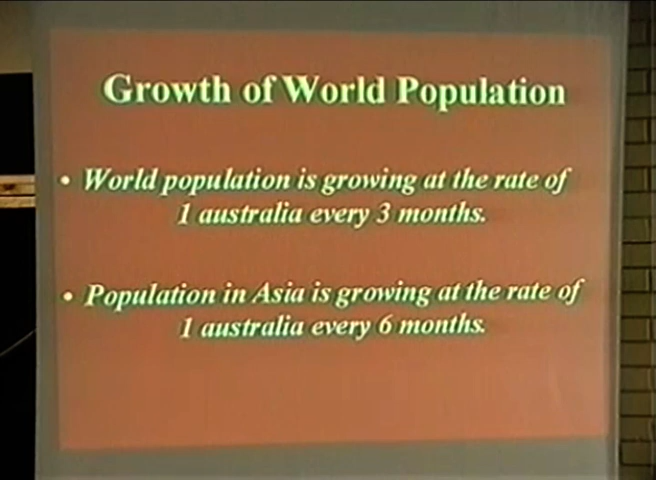 Growth of World Population
• World population is growing at the rate of
1 australia every 3 months.
• Population in Asia is growing at the rate of
1 australia every 6 months.